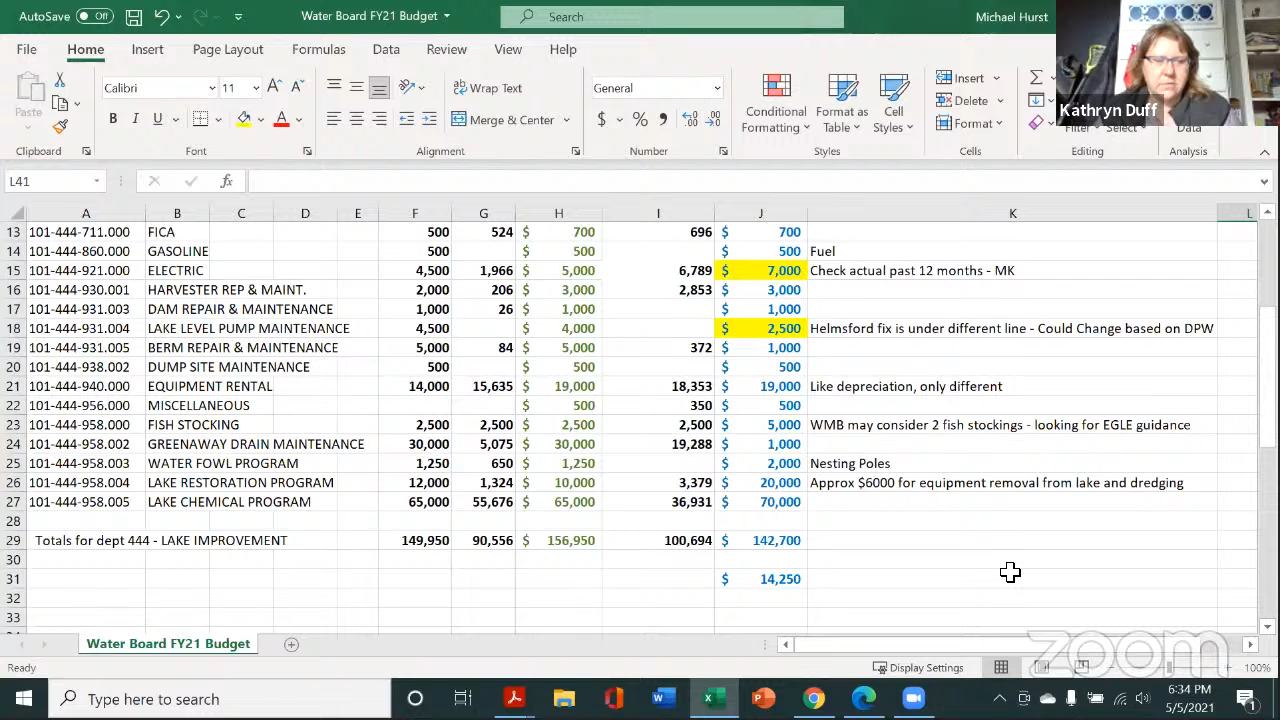 AutoSave Off Water Board FY21 Budget Search Michael Hurst
File Home Insert Page Layout Formulas Data Review View Help
Paste Calibri 11 Wrap Text General Conditional Formatting Format as Table Cell Styles Insert
Merge & Center $ % Delete
Format Filter Select Data
Clipboard Font Alignment Number Styles Cells Editing Analysis
Kathryn Duff
L41 fx
A B C D E F G H I J K L
13 101-444-711.000 FICA 500 524 $ 700 696 $ 700
14 101-444-860.000 GASOLINE 500 $ 500 $ 500 Fuel
15 101-444-921.000 ELECTRIC 4,500 1,966 $ 5,000 6,789 $ 7,000 Check actual past 12 months - MK
16 101-444-930.001 HARVESTER REP & MAINT. 2,000 206 $ 3,000 2,853 $ 3,000
17 101-444-931.003 DAM REPAIR & MAINTENANCE 1,000 26 $ 1,000 $ 1,000
18 101-444-931.004 LAKE LEVEL PUMP MAINTENANCE 4,500 $ 4,000 $ 2,500 Helmsford fix is under different line - Could Change based on DPW
19 101-444-931.005 BERM REPAIR & MAINTENANCE 5,000 84 $ 5,000 372 $ 1,000
20 101-444-938.002 DUMP SITE MAINTENANCE 500 $ 500 $ 500
21 101-444-940.000 EQUIPMENT RENTAL 14,000 15,635 $ 19,000 18,353 $ 19,000 Like depreciation, only different
22 101-444-956.000 MISCELLANEOUS $ 500 350 $ 500
23 101-444-958.000 FISH STOCKING 2,500 2,500 $ 2,500 2,500 $ 5,000 WMB may consider 2 fish stockings - looking for EGLE guidance
24 101-444-958.002 GREENAWAY DRAIN MAINTENANCE 30,000 5,075 $ 30,000 19,288 $ 1,000
25 101-444-958.003 WATER FOWL PROGRAM 1,250 650 $ 1,250 $ 2,000 Nesting Poles
26 101-444-958.004 LAKE RESTORATION PROGRAM 12,000 1,324 $ 10,000 3,379 $ 20,000 Approx $6000 for equipment removal from lake and dredging
27 101-444-958.005 LAKE CHEMICAL PROGRAM 65,000 55,676 $ 65,000 36,931 $ 70,000
28
29 Totals for dept 444 - LAKE IMPROVEMENT 149,950 90,556 $ 156,950 100,694 $ 142,700
30
31 $ 14,250
32
33
Water Board FY21 Budget
zoom
Ready Display Settings 100%
Type here to search 6:34 PM
5/5/2021